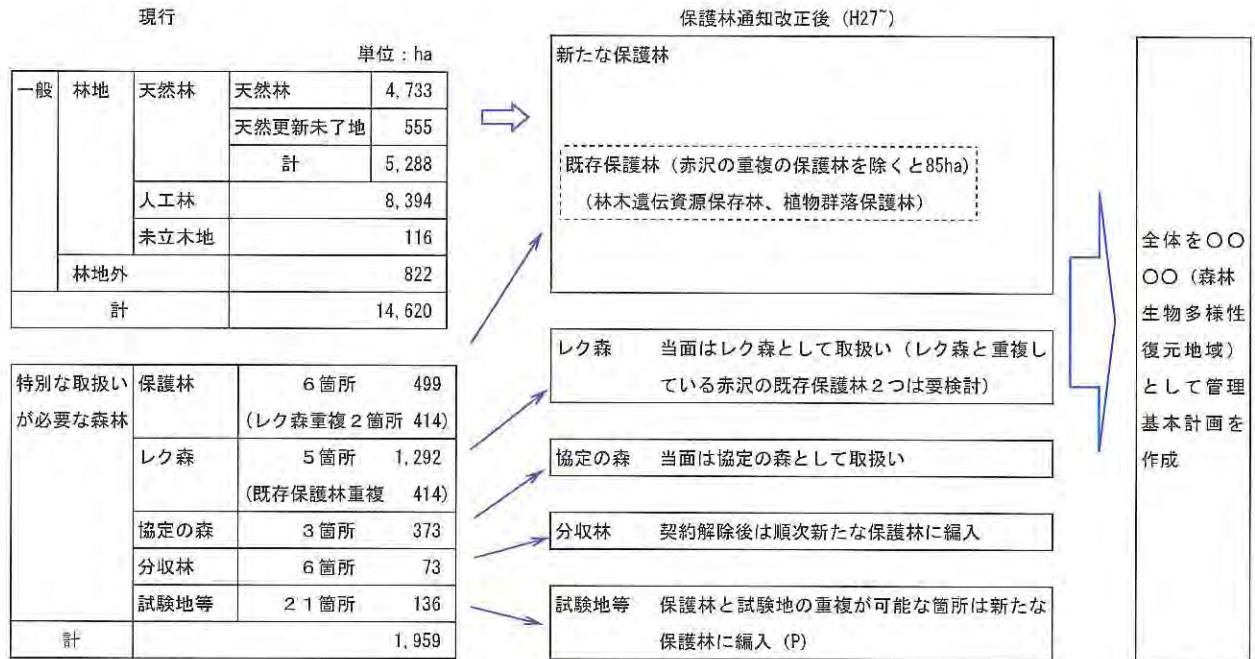 現行
単位：ha
一般 林地 天然林 天然林 4,733
天然更新未了地 555
計 5,288
人工林 8,394
未立木地 116
林地外 822
計 14,620
特別な取扱い
が必要な森林
保護林 6箇所 499
(レク森重複2箇所 414)
レク森 5箇所 1,292
(既存保護林重複 414)
協定の森 3箇所 373
分収林 6箇所 73
試験地等 21箇所 136
計 1,959
保護林通知改正後 (H27~)
新たな保護林
既存保護林（赤沢の重複の保護林を除くと85ha）
（林木遺伝資源保存林、植物群落保護林）
レク森 当面はレク森として取扱い（レク森と重複し
ている赤沢の既存保護林２つは要検討）
協定の森 当面は協定の森として取扱い
分収林 契約解除後は順次新たな保護林に編入
試験地等 保護林と試験地の重複が可能な箇所は新たな
保護林に編入 (P)
全体を〇〇
〇〇（森林
生物多様性
復元地域）
として管理
基本計画を
作成